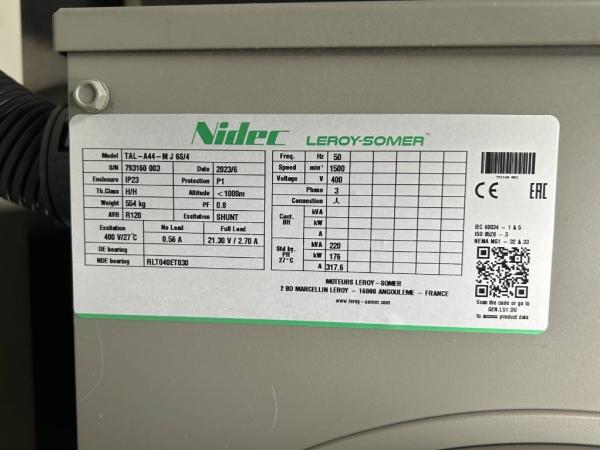 Nidec LEROY-SOMER™
Model TAL-A44-M J 6S/4
S/N 793160 003 Date 2023/6
Enclosure IP23 Protection P1
Th.Class H/H Altitude <1000m
Weight 554 kg PF 0.8
AVR R120 Excitation SHUNT
Excitation No Load Full Load
400 V/27°C 0.56 A 21.30 V / 2.70 A
DE bearing
NDE bearing RLT040ET030
Freq. Hz 50
Speed min⁻¹ 1500
Voltage V 400
Phase 3
Connection
Cont. BR kVA
kW
A
Std by. PR 27°C kVA 220
kW 176
A 317.6
MOTEURS LEROY-SOMER
2 BD MARCELLIN LEROY - 16000 ANGOULEME - FRANCE
www.leroy-somer.com
793160 003
CE EAC
IEC 60034 - 1 & 5
ISO 8528 - 3
NEMA MG1 - 32 & 33
Scan the code or go to
GEN.LS1.DO
to access product data